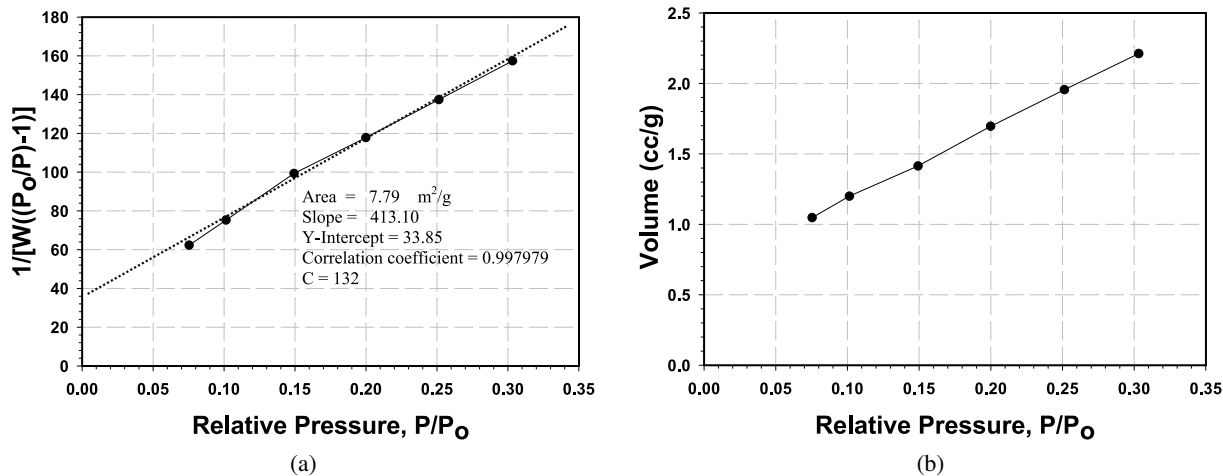 1/[W((Po/P)-1)]
180
160
140
120
100
80
60
40
20
0
Area = 7.79 m²/g
Slope = 413.10
Y-Intercept = 33.85
Correlation coefficient = 0.997979
C = 132
0.00 0.05 0.10 0.15 0.20 0.25 0.30 0.35
Relative Pressure, P/Po
(a)
Volume (cc/g)
2.5
2.0
1.5
1.0
0.5
0.0
0.00 0.05 0.10 0.15 0.20 0.25 0.30 0.35
Relative Pressure, P/Po
(b)